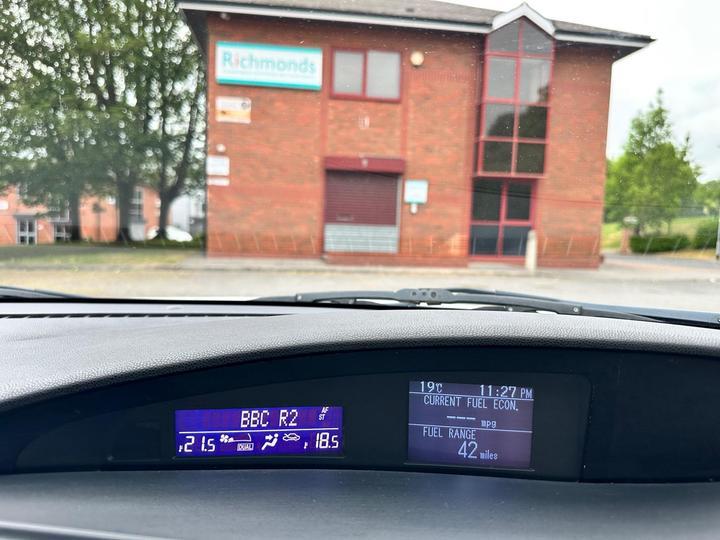 Richmonds
BBC R2
AF
ST
21.5
DUAL
18.5
19℃
11:27 PM
CURRENT FUEL ECON.
---- mpg
FUEL RANGE
42 miles